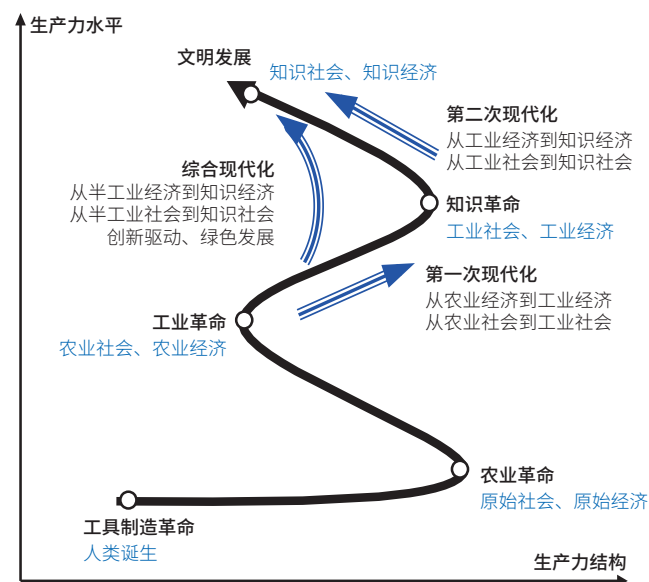 生产力水平
文明发展
知识社会、知识经济
第二次现代化
从工业经济到知识经济
从工业社会到知识社会
综合现代化
从半工业经济到知识经济
从半工业社会到知识社会
创新驱动、绿色发展
知识革命
工业社会、工业经济
第一次现代化
从农业经济到工业经济
从农业社会到工业社会
工业革命
农业社会、农业经济
农业革命
原始社会、原始经济
工具制造革命
人类诞生
生产力结构